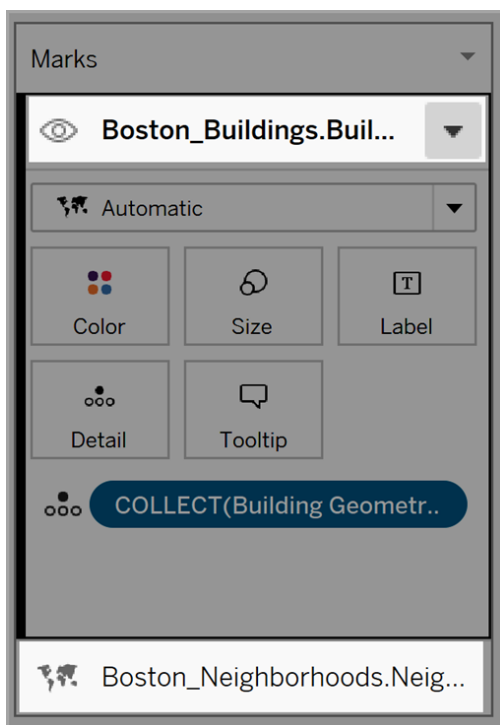 Marks
Boston_Buildings.Buil...
Automatic
Color Size T Label
Detail Tooltip
COLLECT(Building Geometr..
Boston_Neighborhoods.Neig...